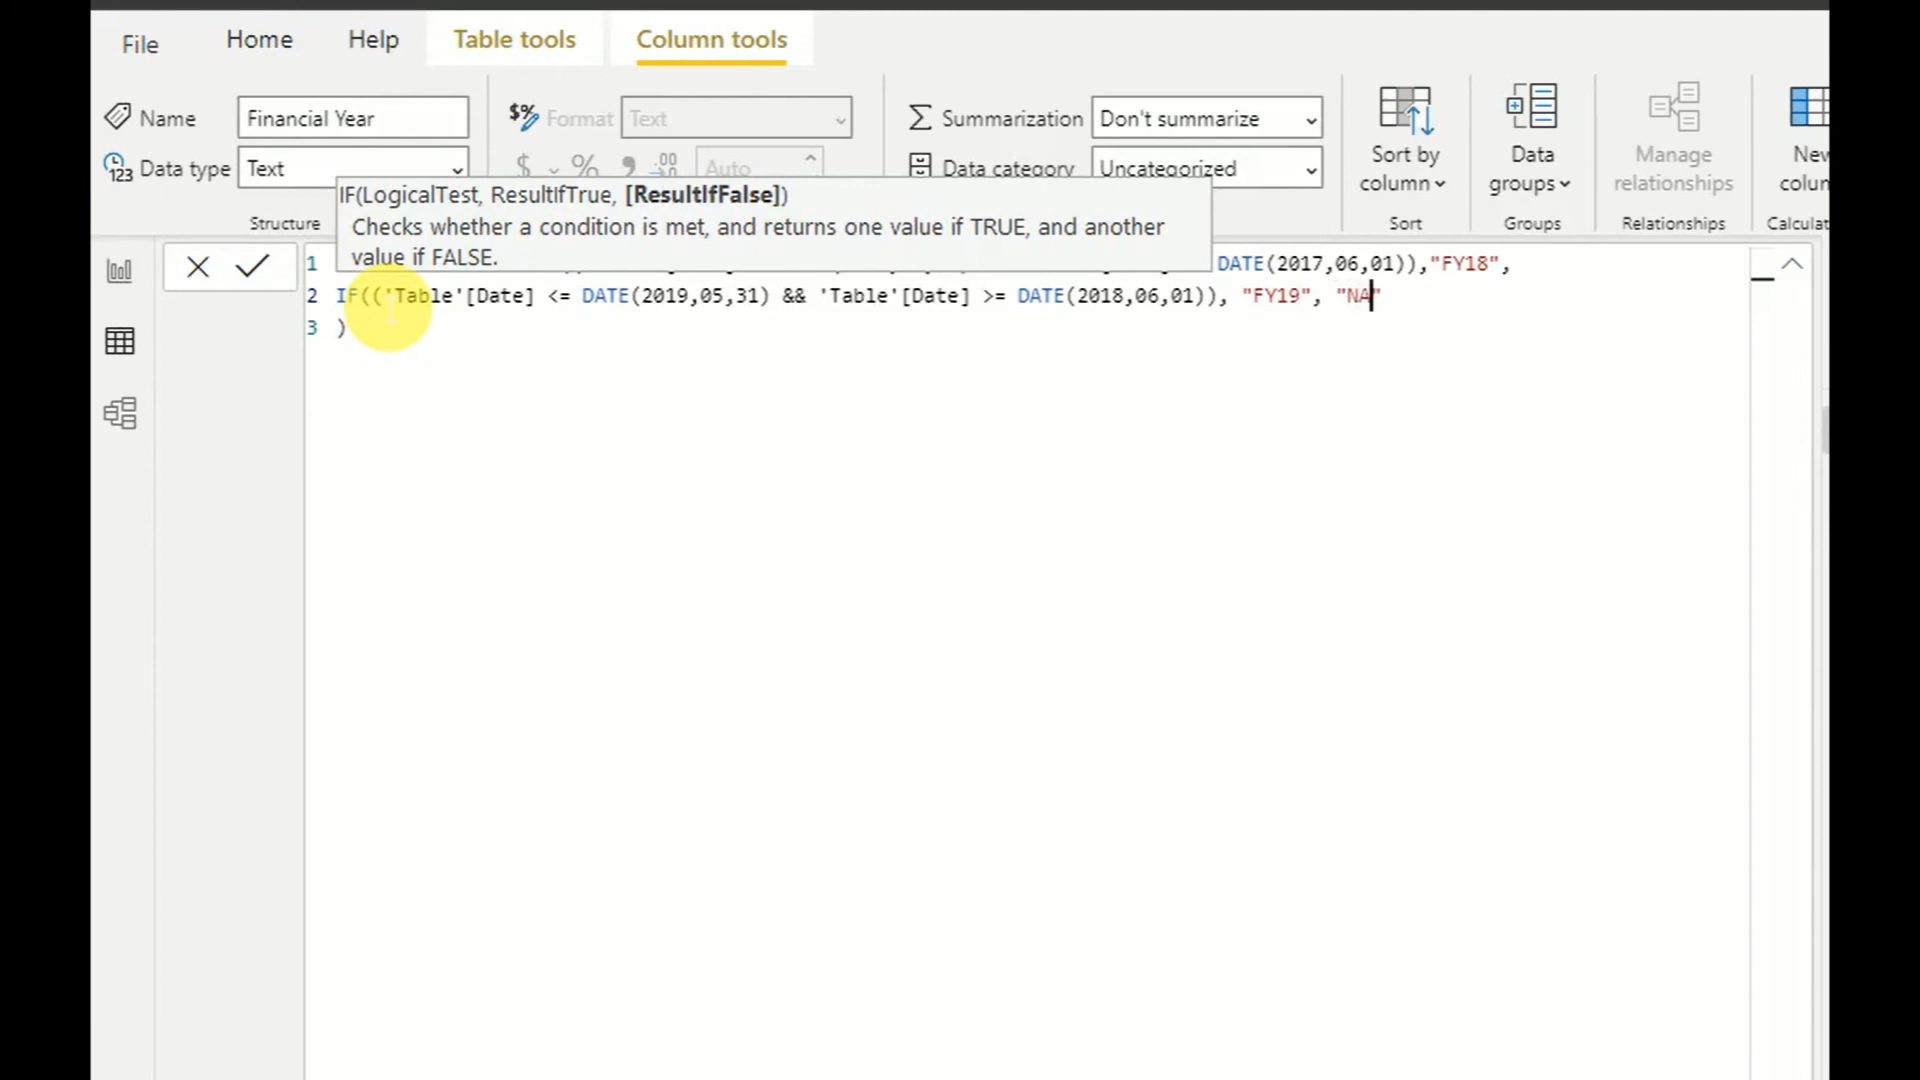 File Home Help Table tools Column tools
Name Financial Year $% Format Text Summarization Don't summarize
Data type Text $ % Auto Data category Uncategorized
Sort by column
Data groups
Manage relationships
New
Structure Sort Groups Relationships
IF(LogicalTest, ResultIfTrue, [ResultIfFalse])
Checks whether a condition is met, and returns one value if TRUE, and another
value if FALSE.
1 DATE(2017,06,01)),"FY18",
2 IF(('Table'[Date] <= DATE(2019,05,31) && 'Table'[Date] >= DATE(2018,06,01)), "FY19", "NA"
3 )